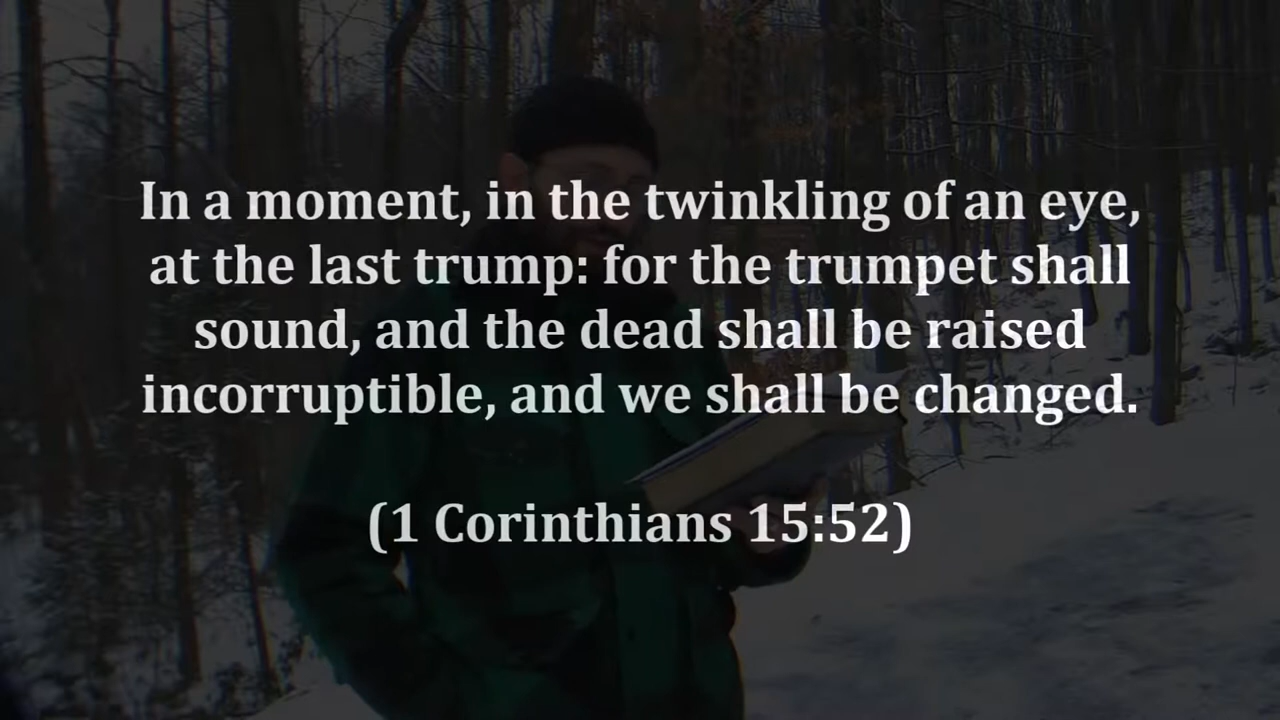 In a moment, in the twinkling of an eye,
at the last trump: for the trumpet shall
sound, and the dead shall be raised
incorruptible, and we shall be changed.
(1 Corinthians 15:52)